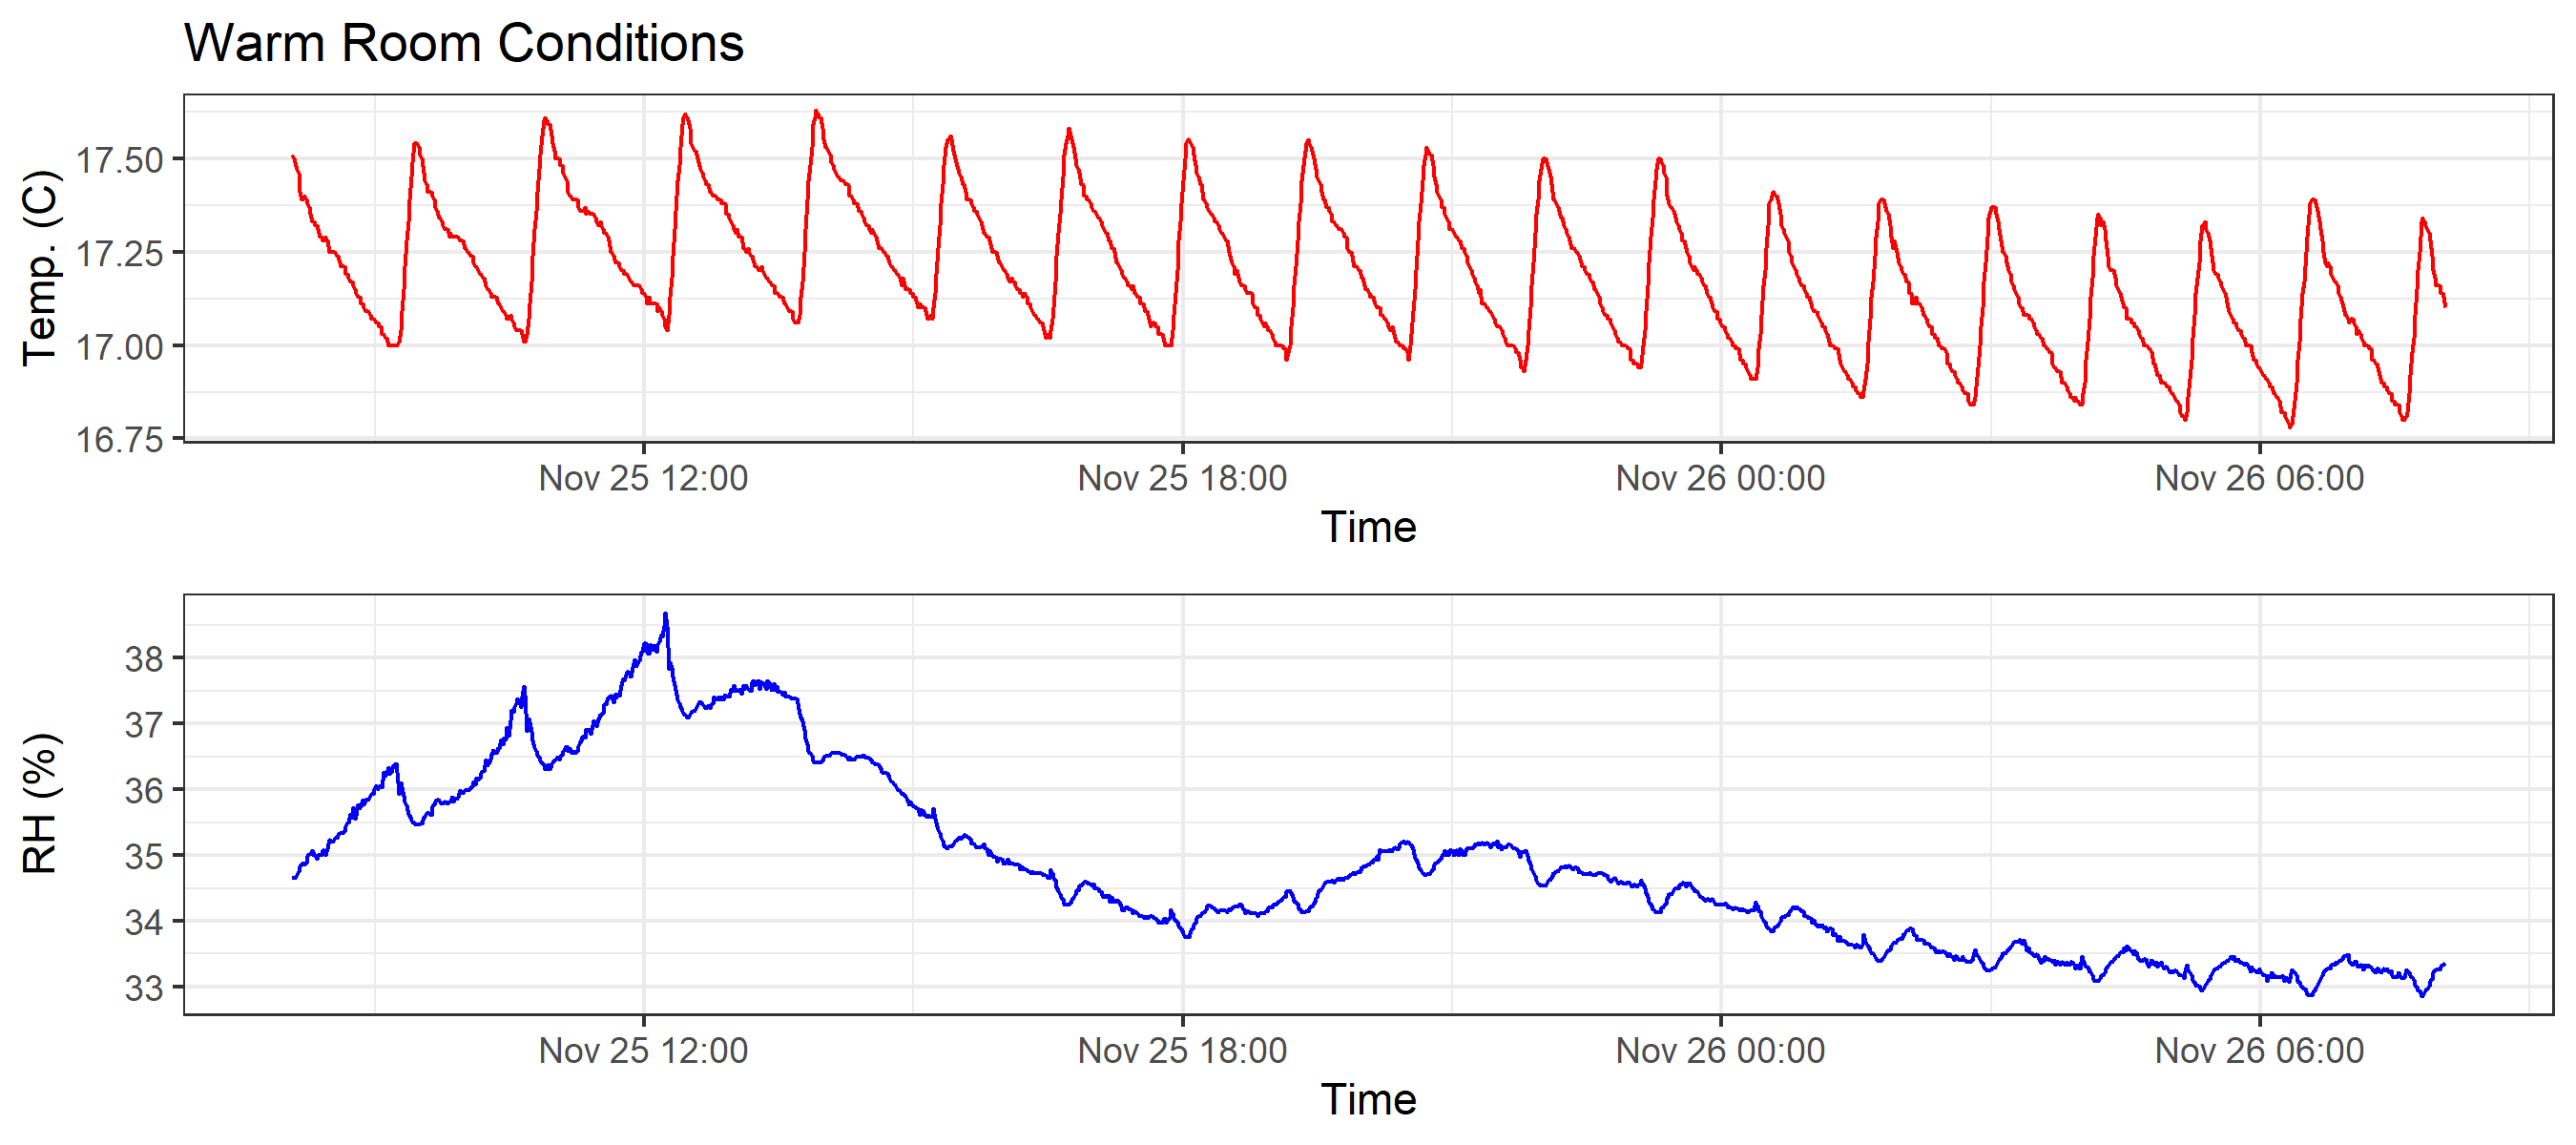 Warm Room Conditions
Temp. (C)
17.50
17.25
17.00
16.75
Nov 25 12:00 Nov 25 18:00 Nov 26 00:00 Nov 26 06:00
Time
RH (%)
38
37
36
35
34
33
Nov 25 12:00 Nov 25 18:00 Nov 26 00:00 Nov 26 06:00
Time